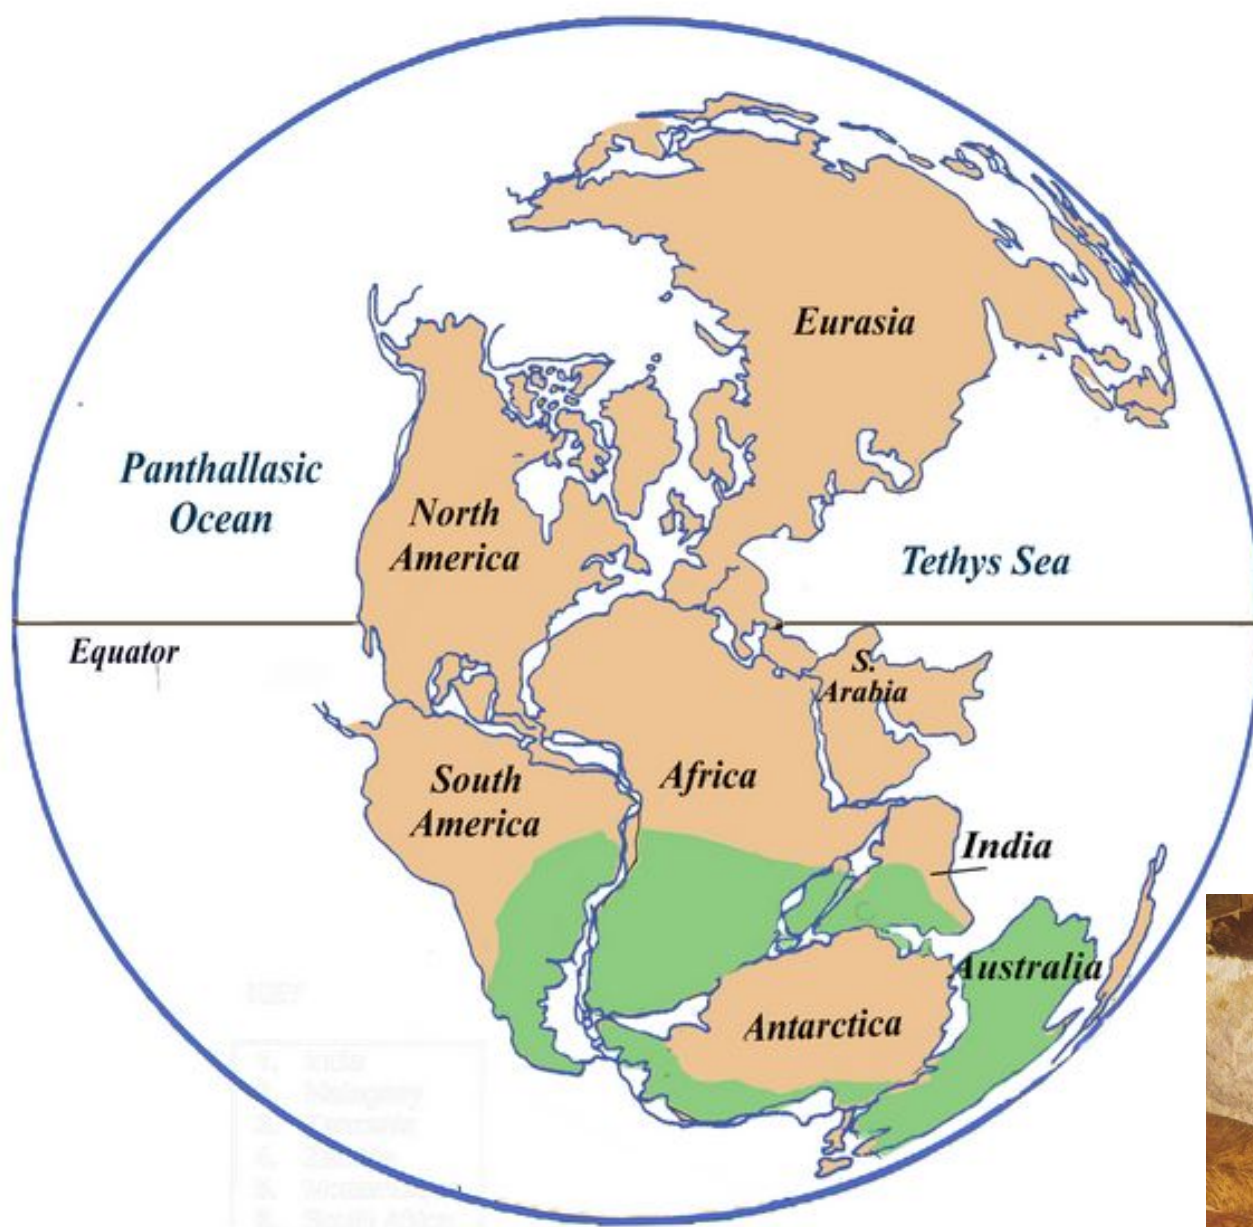 Eurasia
Panthallasic
Ocean
North
America
Tethys Sea
Equator
S.
Arabia
South
America
Africa
India
Australia
Antarctica